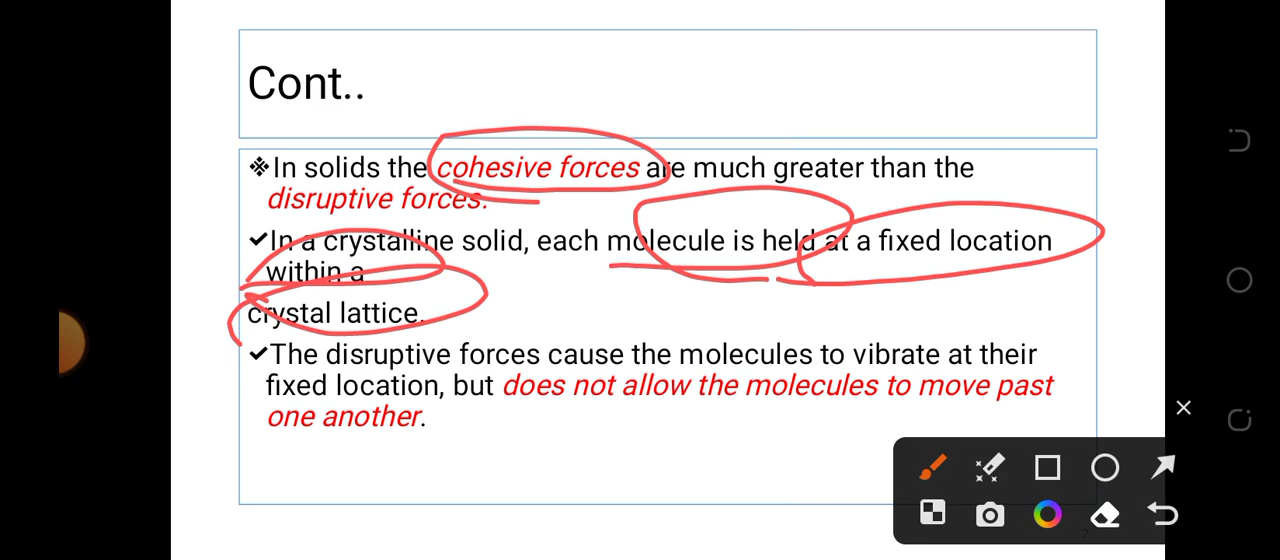 Cont..
❖In solids the cohesive forces are much greater than the
disruptive forces.
✔In a crystalline solid, each molecule is held at a fixed location
within a
crystal lattice.
✔The disruptive forces cause the molecules to vibrate at their
fixed location, but does not allow the molecules to move past
one another.
7